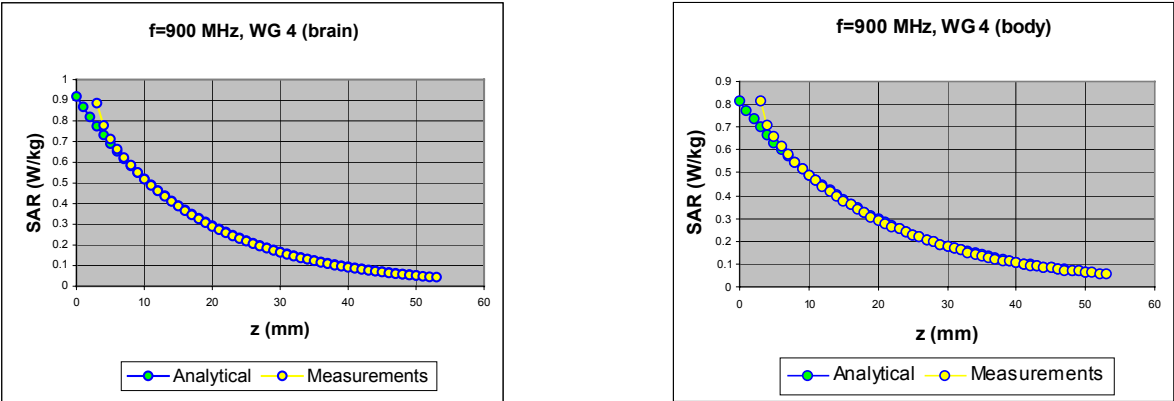 f=900 MHz, WG 4 (brain)
SAR (W/kg)
1
0.9
0.8
0.7
0.6
0.5
0.4
0.3
0.2
0.1
0
0 10 20 30 40 50 60
z (mm)
Analytical Measurements
f=900 MHz, WG 4 (body)
SAR (W/kg)
0.9
0.8
0.7
0.6
0.5
0.4
0.3
0.2
0.1
0
0 10 20 30 40 50 60
z (mm)
Analytical Measurements